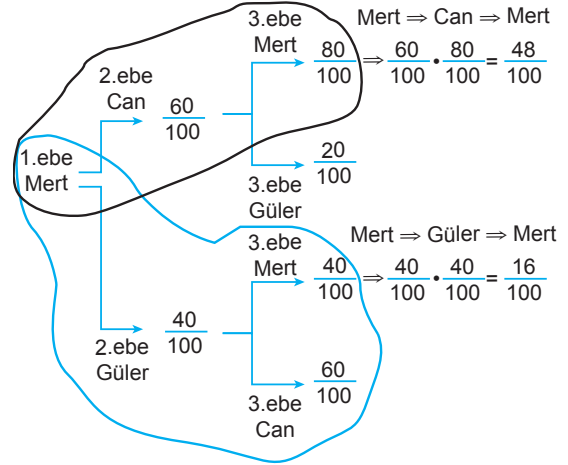 3.ebe
Mert
80/100
Mert ⇒ Can ⇒ Mert
⇒ 60/100 · 80/100 = 48/100
2.ebe
Can
60/100
1.ebe
Mert
20/100
3.ebe
Güler
3.ebe
Mert
40/100
Mert ⇒ Güler ⇒ Mert
⇒ 40/100 · 40/100 = 16/100
2.ebe
Güler
40/100
60/100
3.ebe
Can